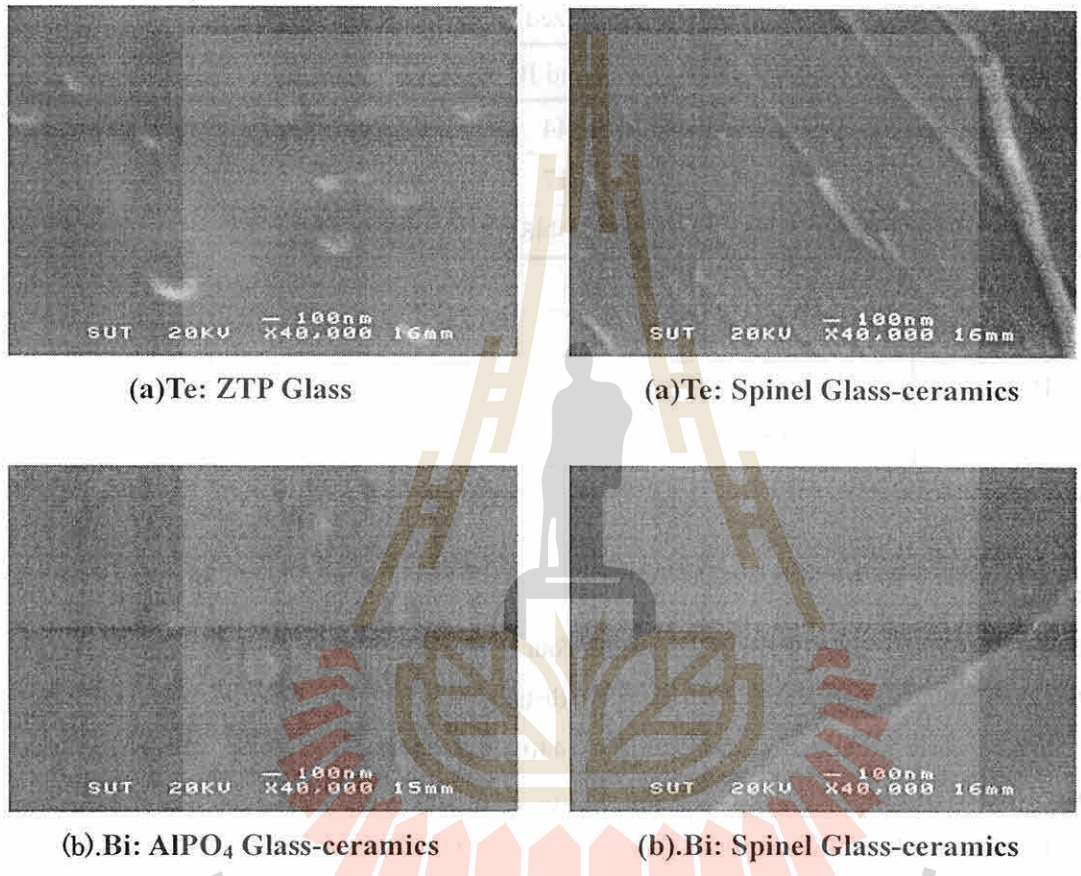 100nm
SUT 20KV X40,000 16mm
100nm
SUT 20KV X40,000 16mm
(a)Te: ZTP Glass
(a)Te: Spinel Glass-ceramics
100nm
SUT 20KV X40,000 15mm
100nm
SUT 20KV X40,000 16mm
(b).Bi: AlPO₄ Glass-ceramics
(b).Bi: Spinel Glass-ceramics